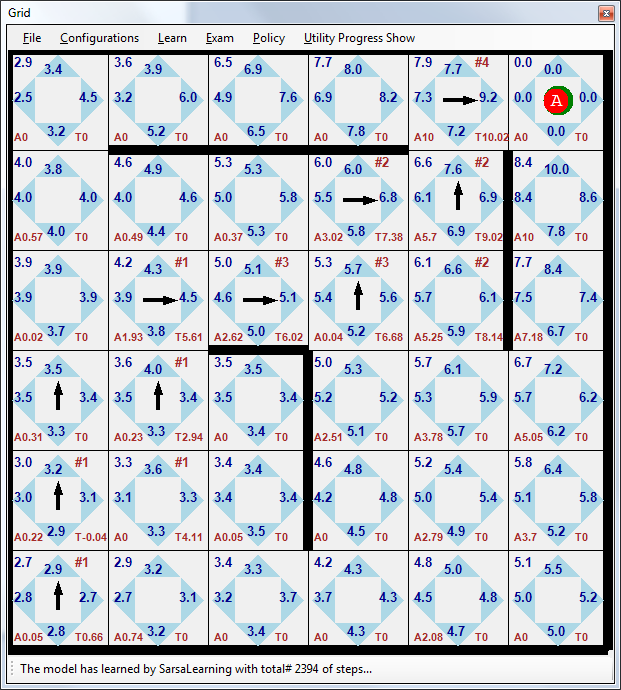 Grid
File Configurations Learn Exam Policy Utility Progress Show
2.9 3.4 3.6 3.9 6.5 6.9 7.7 8.0 7.9 7.7 #4 0.0 0.0
2.5 4.5 3.2 6.0 4.9 7.6 6.9 8.2 7.3 9.2 0.0 A 0.0
A0 3.2 T0 A0 5.2 T0 A0 6.5 T0 A0 7.8 T0 A10 7.2 T10.02 A0 0.0 T0
4.0 3.8 4.6 4.9 5.3 5.3 6.0 6.0 #2 6.6 7.6 #2 8.4 10.0
4.0 4.0 4.0 4.6 5.0 5.8 5.5 6.8 6.1 6.9 8.4 8.6
A0.57 4.0 T0 A0.49 4.4 T0 A0.37 5.3 T0 A3.02 5.8 T7.38 A5.7 6.9 T9.02 A10 7.8 T0
3.9 3.9 4.2 4.3 #1 5.0 5.1 #3 5.3 5.7 #3 6.1 6.6 #2 7.7 8.4
3.9 3.9 3.9 4.5 4.6 5.1 5.4 5.6 5.7 6.1 7.5 7.4
A0.02 3.7 T0 A1.93 3.8 T5.61 A2.62 5.0 T6.02 A0.04 5.2 T6.68 A5.25 5.9 T8.14 A7.18 6.7 T0
3.5 3.5 3.6 4.0 #1 3.5 3.5 5.0 5.3 5.7 6.1 6.7 7.2
3.5 3.4 3.5 3.4 3.5 3.4 5.2 5.2 5.3 5.9 5.7 6.2
A0.31 3.3 T0 A0.23 3.3 T2.94 A0 3.4 T0 A2.51 5.1 T0 A3.78 5.7 T0 A5.05 6.2 T0
3.0 3.2 #1 3.3 3.6 #1 3.4 3.4 4.6 4.8 5.2 5.4 5.8 6.4
3.0 3.1 3.1 3.3 3.4 3.4 4.2 4.8 5.0 5.4 5.1 5.8
A0.22 2.9 T-0.04 A0 3.3 T4.11 A0.05 3.5 T0 A0 4.5 T0 A2.79 4.9 T0 A3.7 5.2 T0
2.7 2.9 #1 2.9 3.2 3.4 3.3 4.2 4.3 4.8 5.0 5.1 5.5
2.8 2.7 2.7 3.1 3.2 3.7 3.7 4.3 4.5 4.8 5.2 5.2
A0.05 2.8 T0.66 A0.74 3.2 T0 A0 3.4 T0 A0 4.3 T0 A2.08 4.7 T0 A0 5.0 T0
The model has learned by SarsaLearning with total# 2394 of steps...